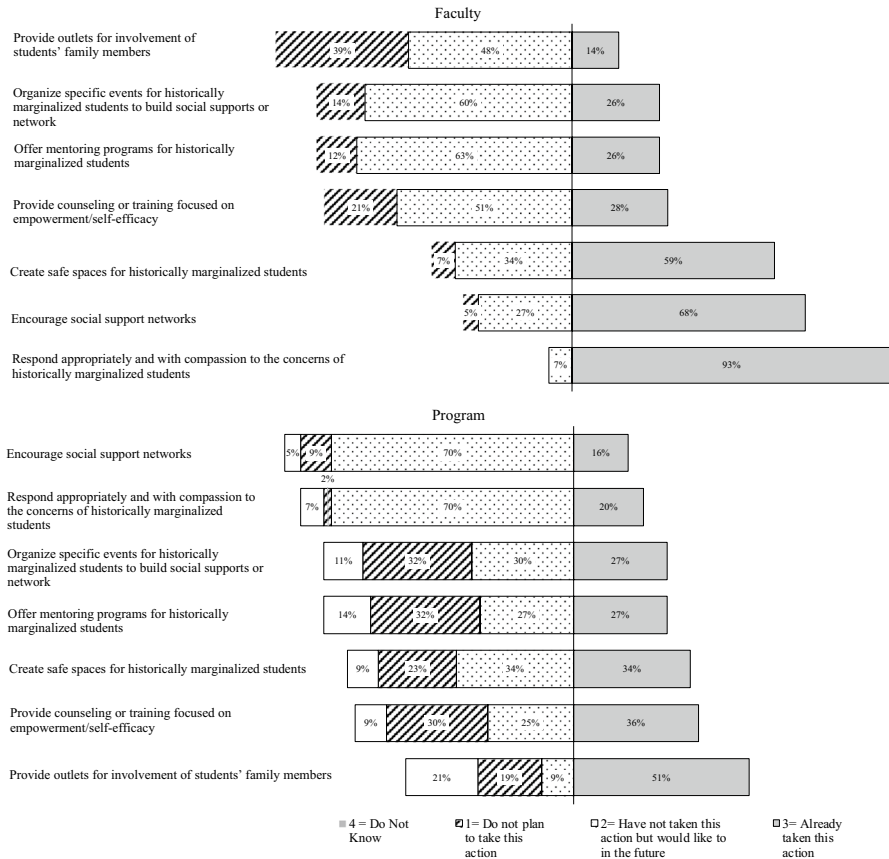 Faculty
Provide outlets for involvement of
students’ family members
39% 48% 14%
Organize specific events for historically
marginalized students to build social supports or
network
14% 60% 26%
Offer mentoring programs for historically
marginalized students
12% 63% 26%
Provide counseling or training focused on
empowerment/self-efficacy
21% 51% 28%
Create safe spaces for historically marginalized students
7% 34% 59%
Encourage social support networks
5% 27% 68%
Respond appropriately and with compassion to the concerns of
historically marginalized students
7% 93%
Program
Encourage social support networks
5% 9% 70% 16%
Respond appropriately and with compassion to
the concerns of historically marginalized
students
7% 2% 70% 20%
Organize specific events for historically
marginalized students to build social supports or
network
11% 32% 30% 27%
Offer mentoring programs for historically
marginalized students
14% 32% 27% 27%
Create safe spaces for historically marginalized students
9% 23% 34% 34%
Provide counseling or training focused on
empowerment/self-efficacy
9% 30% 25% 36%
Provide outlets for involvement of students’ family members
21% 19% 9% 51%
4 = Do Not
Know
1= Do not plan
to take this
action
2= Have not taken this
action but would like to
in the future
3= Already
taken this
action